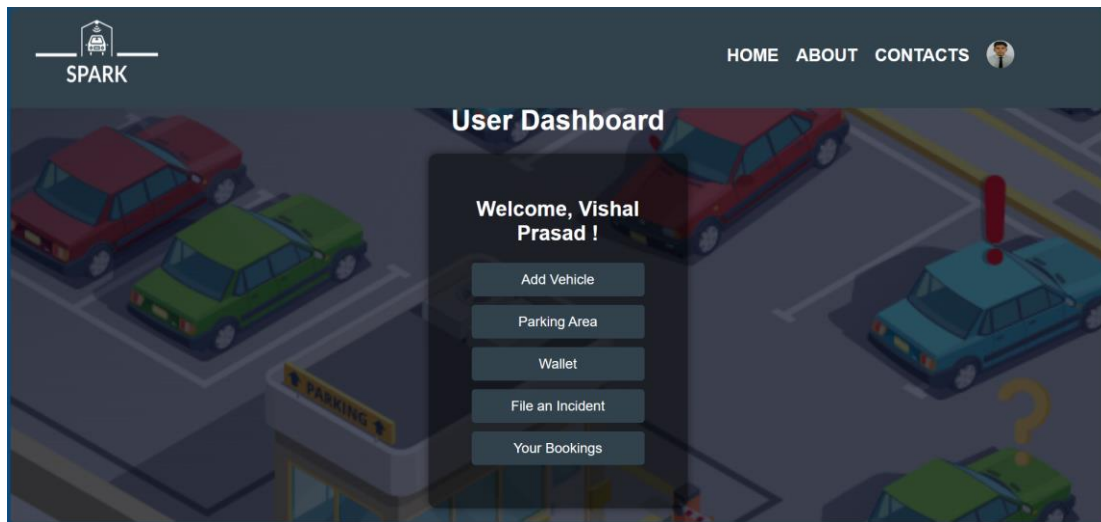 SPARK
HOME ABOUT CONTACTS
User Dashboard
Welcome, Vishal
Prasad !
Add Vehicle
Parking Area
Wallet
File an Incident
Your Bookings
PARKING